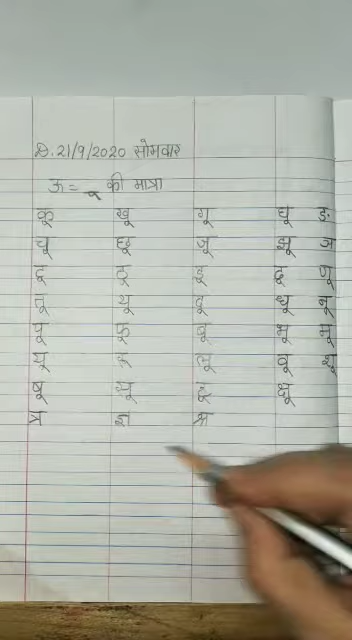 D. 21/9/2020 सोमवार
ऊ = ू की मात्रा
कू खू गू घू ङ
चू छू जू झू ञ
टू ठू डू ढू णू
तू थू दू धू नू
पू फू बू भू मू
यू रू लू वू शू
षू सू हू क्षू
त्र ज्ञ श्र